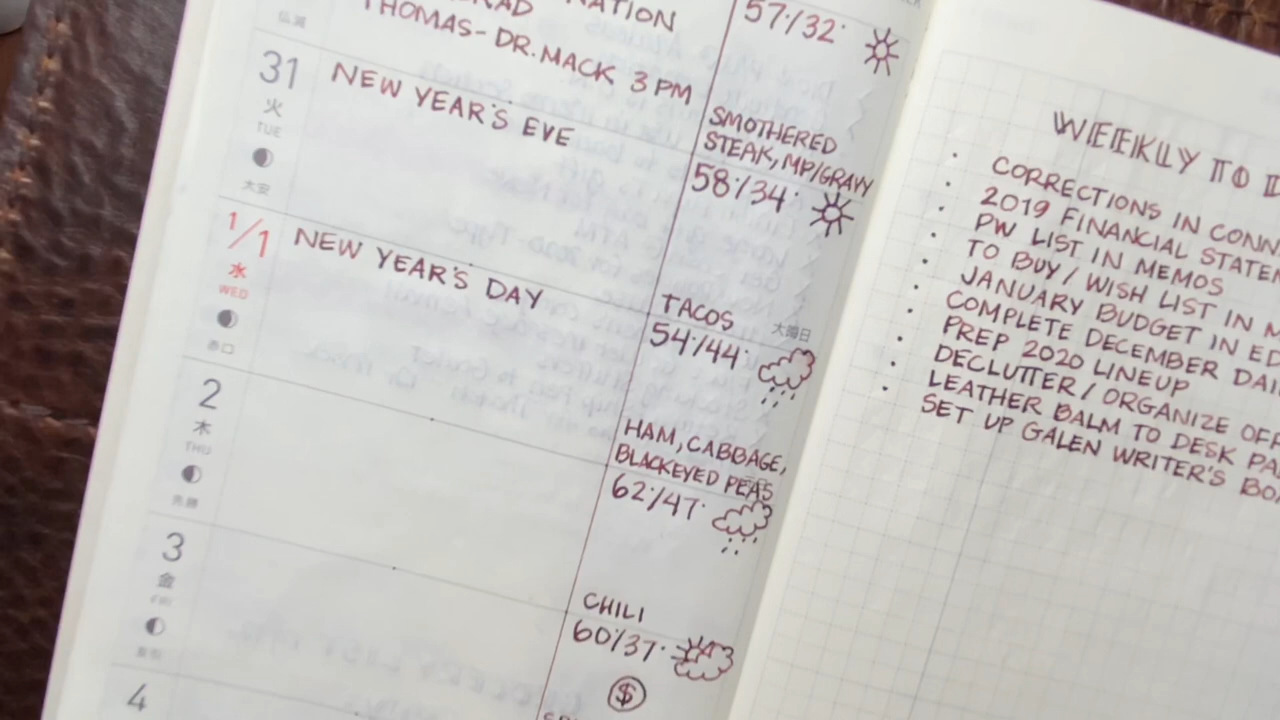 NATION
THOMAS- DR. MACK 3 PM
57°/32°
31
火
TUE
大安
NEW YEAR'S EVE
SMOTHERED
STEAK, MP/GRAVY
58°/34°
1/1
水
WED
赤口
NEW YEAR'S DAY
TACOS
大晦日
54°/44°
2
木
THU
先勝
HAM, CABBAGE,
BLACKEYED PEAS
62°/47°
3
金
FRI
CHILI
60°/37°
$
4
WEEKLY TO D
· CORRECTIONS IN CONN
· 2019 FINANCIAL STATEM
· PW LIST IN MEMOS
· TO BUY / WISH LIST IN M
· JANUARY BUDGET IN ED
· COMPLETE DECEMBER DAI
· PREP 2020 LINEUP
· DECLUTTER / ORGANIZE OFF
· LEATHER BALM TO DESK PA
SET UP GALEN WRITER'S BO